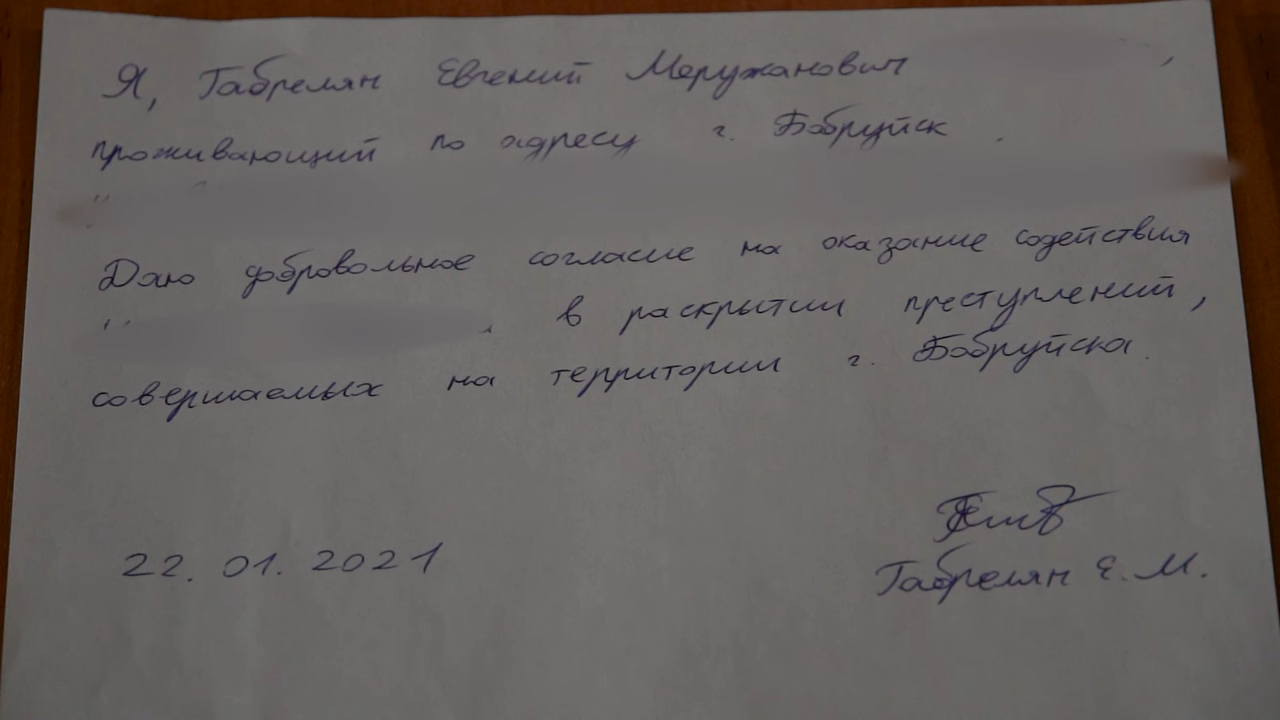 Я, Габрелян Евгений Меружанович ,
проживающий по адресу г. Бобруйск .
Даю добровольное согласие на оказание содействия
в раскрытии преступлений,
совершаемых на территории г. Бобруйска.
22. 01. 2021
Габрелян Е. М.